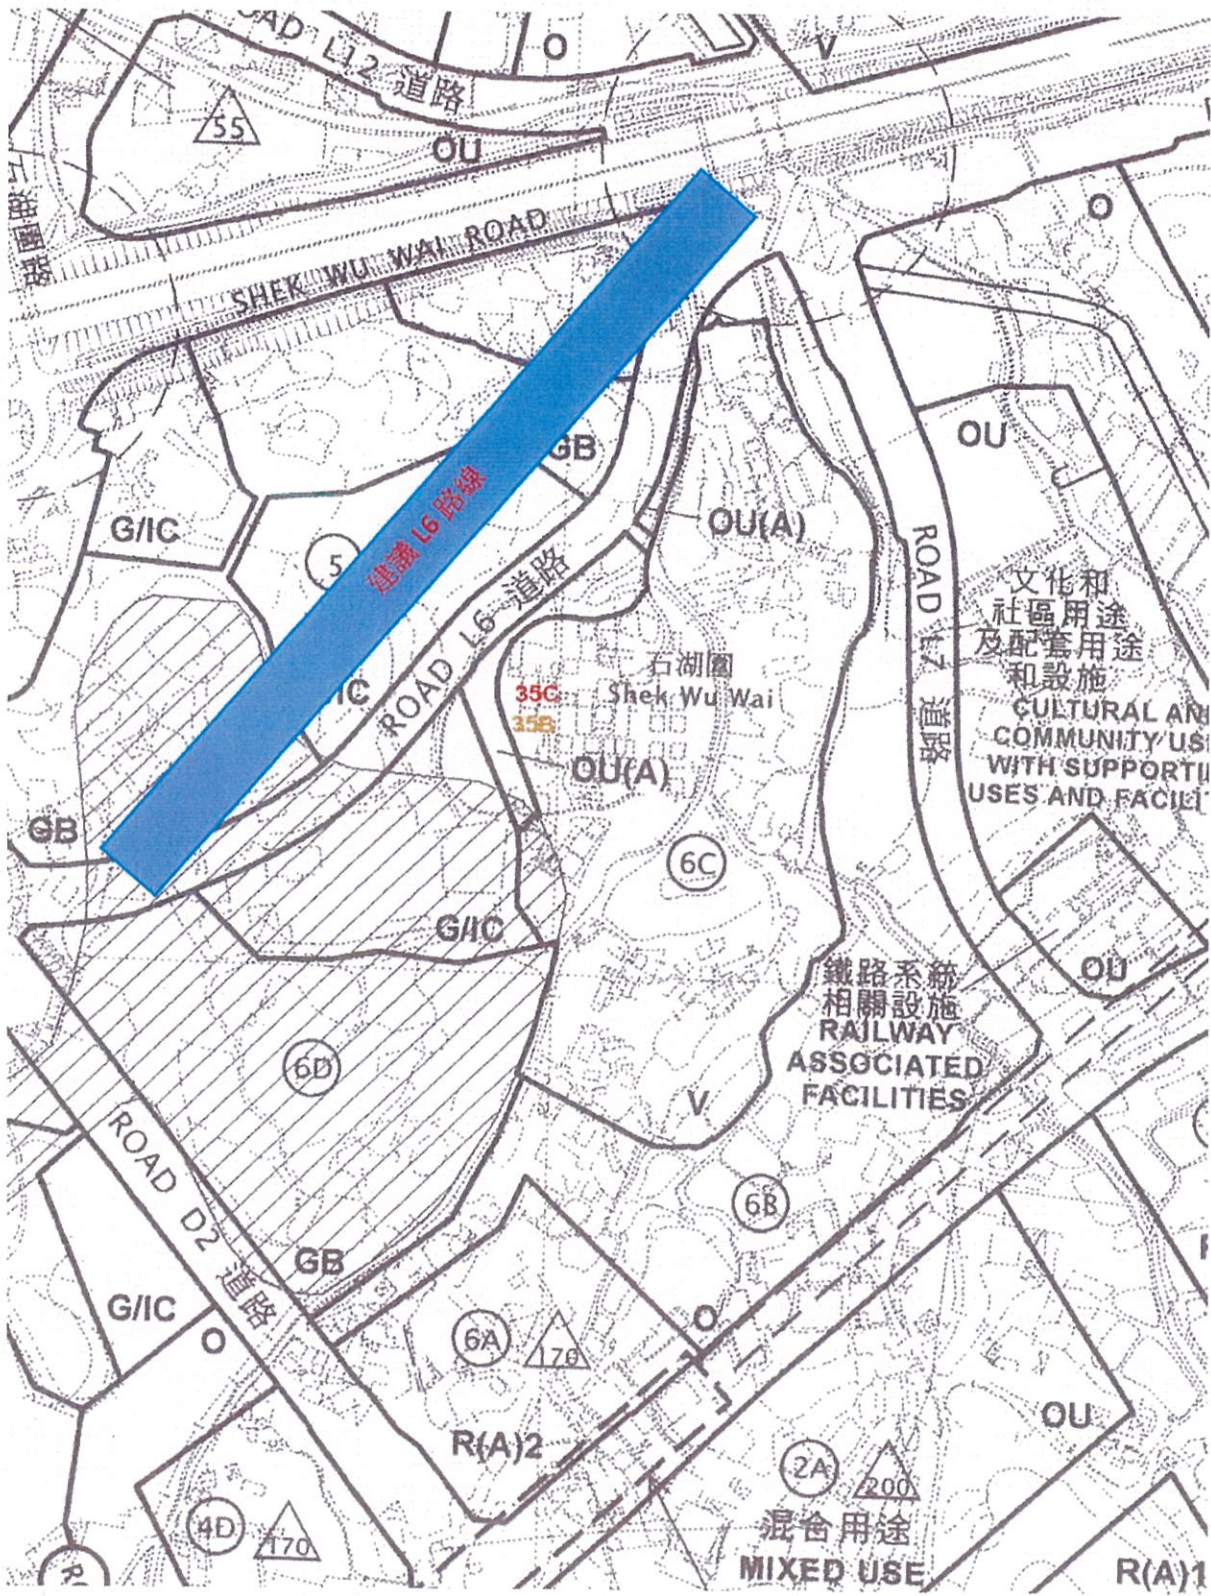 ROAD L12 道路
O
V
55
OU
O
SHEK WU WAI ROAD
OU
GB
G/IC
建議 L6 路線
5
OU(A)
ROAD L6 道路
ROAD L7 道路
文化和
社區用途
及配套用途
和設施
CULTURAL AN
COMMUNITY US
WITH SUPPORTI
USES AND FACILIT
石湖圍
Shek Wu Wai
35C
35B
IC
OU(A)
GB
6C
G/IC
OU
鐵路系統
相關設施
RAILWAY
ASSOCIATED
FACILITIES
6D
V
ROAD D2 道路
6B
GB
G/IC
O
6A
170
O
R(A)2
OU
2A
200
4D
170
混合用途
MIXED USE
R(A)1